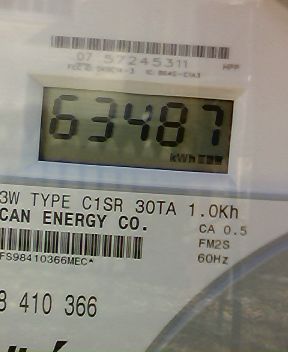 07 57245311
63487
kWh
3W TYPE C1SR 30TA 1.0Kh
CAN ENERGY CO.
CA 0.5
FM2S
FS98410366MEC*
60Hz
8 410 366